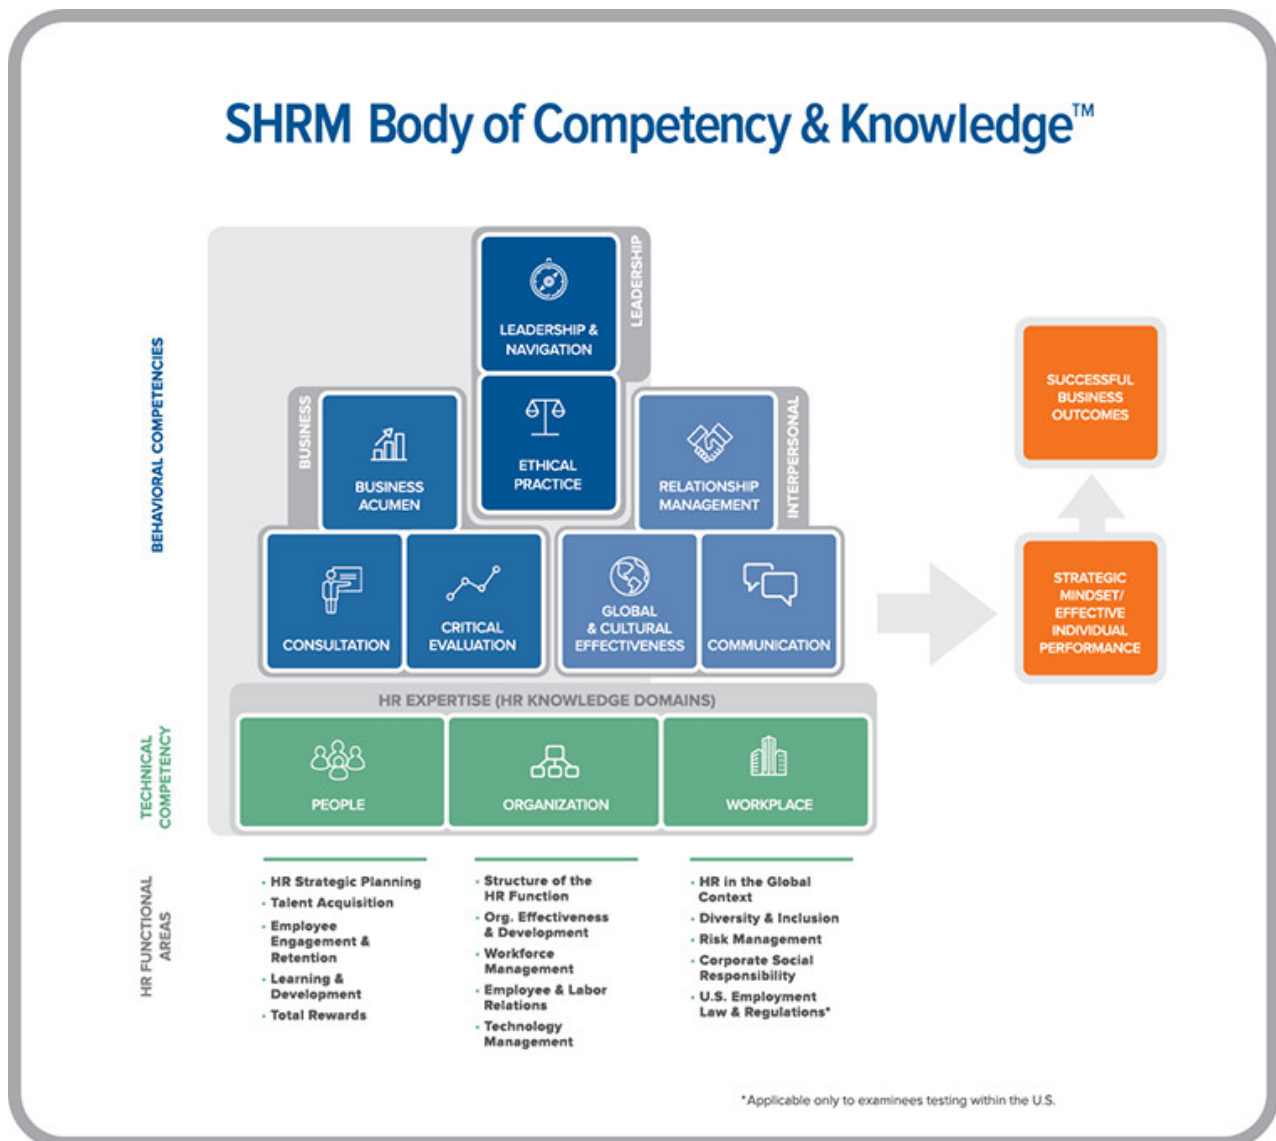 SHRM Body of Competency & Knowledge™
BEHAVIORAL COMPETENCIES
LEADERSHIP
LEADERSHIP &
NAVIGATION
ETHICAL
PRACTICE
BUSINESS
BUSINESS
ACUMEN
CONSULTATION
CRITICAL
EVALUATION
INTERPERSONAL
RELATIONSHIP
MANAGEMENT
GLOBAL
& CULTURAL
EFFECTIVENESS
COMMUNICATION
SUCCESSFUL
BUSINESS
OUTCOMES
STRATEGIC
MINDSET/
EFFECTIVE
INDIVIDUAL
PERFORMANCE
TECHNICAL
COMPETENCY
HR EXPERTISE (HR KNOWLEDGE DOMAINS)
PEOPLE
ORGANIZATION
WORKPLACE
HR FUNCTIONAL
AREAS
• HR Strategic Planning
• Talent Acquisition
• Employee
Engagement &
Retention
• Learning &
Development
• Total Rewards
• Structure of the
HR Function
• Org. Effectiveness
& Development
• Workforce
Management
• Employee & Labor
Relations
• Technology
Management
• HR in the Global
Context
• Diversity & Inclusion
• Risk Management
• Corporate Social
Responsibility
• U.S. Employment
Law & Regulations*
*Applicable only to examinees testing within the U.S.